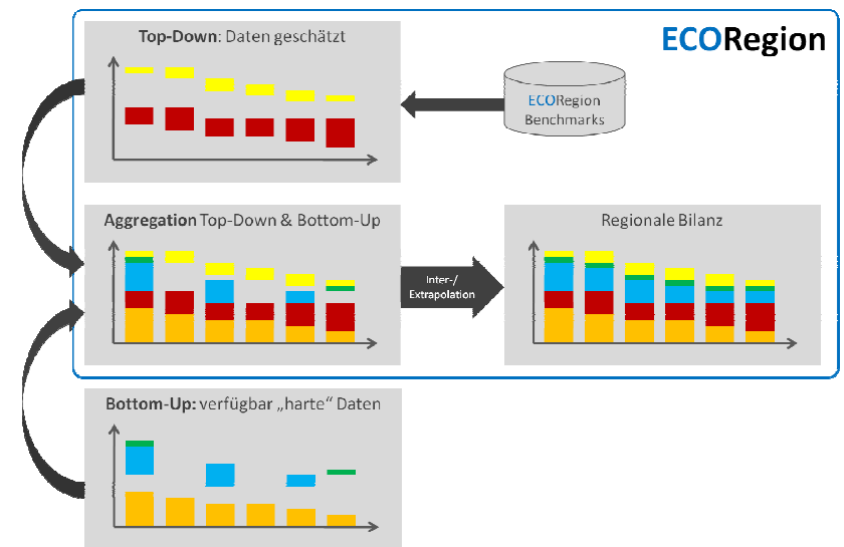 ECORegion
Top-Down: Daten geschätzt
ECORegion
Benchmarks
Aggregation Top-Down & Bottom-Up
Inter-/
Extrapolation
Regionale Bilanz
Bottom-Up: verfügbar „harte“ Daten